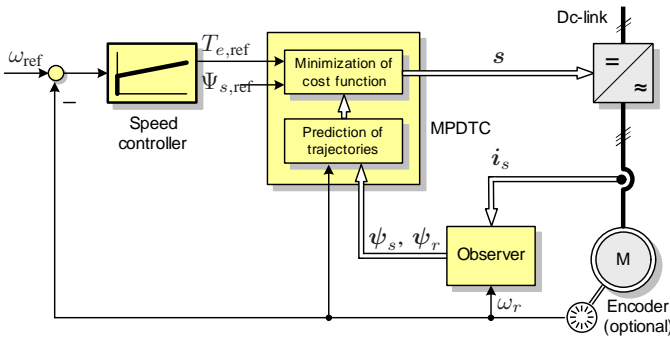 Dc-link
ω_ref
−
Speed
controller
T_e,ref
Ψ_s,ref
Minimization of
cost function
Prediction of
trajectories
MPDTC
s
=
≈
i_s
ψ_s, ψ_r
Observer
ω_r
M
Encoder
(optional)